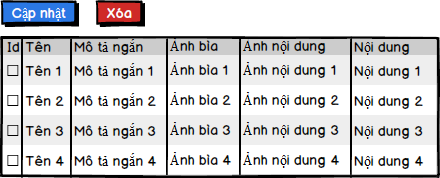 Cập nhật Xóa
Id Tên Mô tả ngắn Ảnh bìa Ảnh nội dung Nội dung
Tên 1 Mô tả ngắn 1 Ảnh bìa 1 Ảnh nội dung 1 Nội dung 1
Tên 2 Mô tả ngắn 2 Ảnh bìa 2 Ảnh nội dung 2 Nội dung 2
Tên 3 Mô tả ngắn 3 Ảnh bìa 3 Ảnh nội dung 3 Nội dung 3
Tên 4 Mô tả ngắn 4 Ảnh bìa 4 Ảnh nội dung 4 Nội dung 4